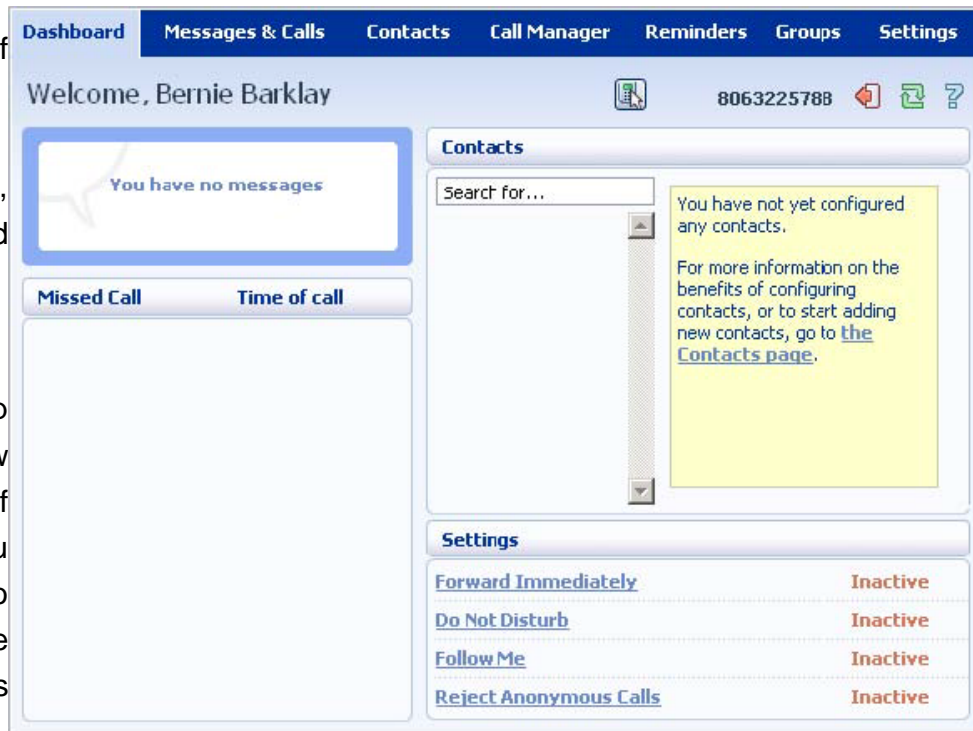 f
,
d
o
w
f
u
o
e
s
Dashboard Messages & Calls Contacts Call Manager Reminders Groups Settings
Welcome, Bernie Barklay 8063225788
You have no messages
Missed Call Time of call
Contacts
Search for...
You have not yet configured
any contacts.
For more information on the
benefits of configuring
contacts, or to start adding
new contacts, go to the
Contacts page.
Settings
Forward Immediately Inactive
Do Not Disturb Inactive
Follow Me Inactive
Reject Anonymous Calls Inactive